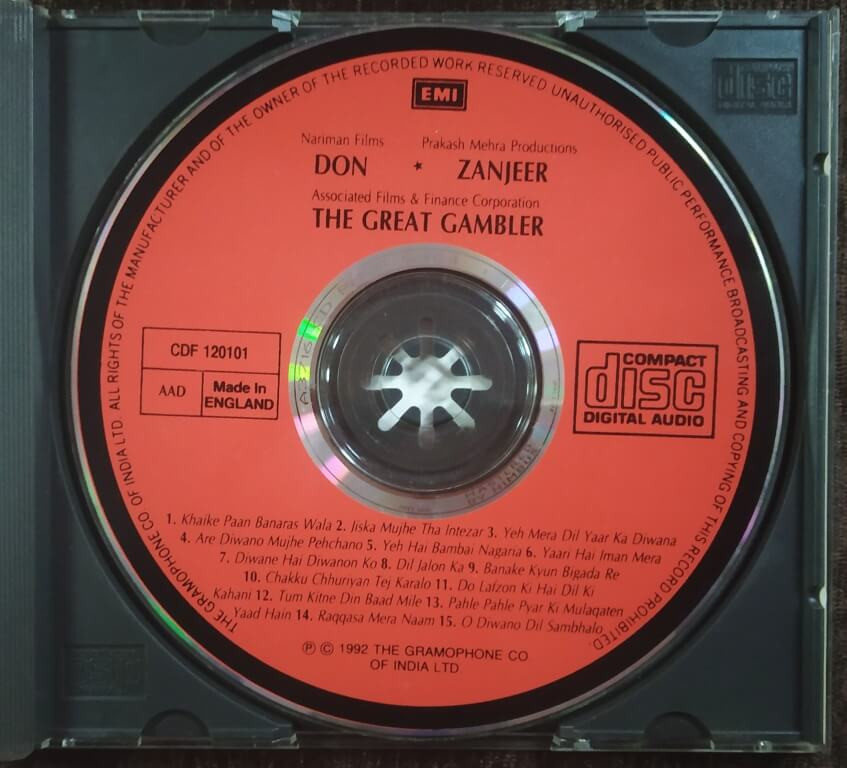 THE GRAMOPHONE CO OF INDIA LTD. ALL RIGHTS OF THE MANUFACTURER AND OF THE OWNER OF THE RECORDED WORK RESERVED UNAUTHORISED PUBLIC PERFORMANCE BROADCASTING AND COPYING OF THIS RECORD PROHIBITED.
EMI
Nariman Films Prakash Mehra Productions
DON * ZANJEER
Associated Films & Finance Corporation
THE GREAT GAMBLER
CDF 120101
AAD Made In ENGLAND
COMPACT
disc
DIGITAL AUDIO
MASTERED
BY NIMBUS
1. Khaike Paan Banaras Wala 2. Jiska Mujhe Tha Intezar 3. Yeh Mera Dil Yaar Ka Diwana
4. Are Diwano Mujhe Pehchano 5. Yeh Hai Bambai Nagaria 6. Yaari Hai Iman Mera
7. Diwane Hai Diwanon Ko 8. Dil Jalon Ka 9. Banake Kyun Bigada Re
10. Chakku Chhuriyan Tej Karalo 11. Do Lafzon Ki Hai Dil Ki
Kahani 12. Tum Kitne Din Baad Mile 13. Pahle Pahle Pyar Ki Mulaqaten
Yaad Hain 14. Raqqasa Mera Naam 15. O Diwano Dil Sambhalo
℗ © 1992 THE GRAMOPHONE CO
OF INDIA LTD.
disc